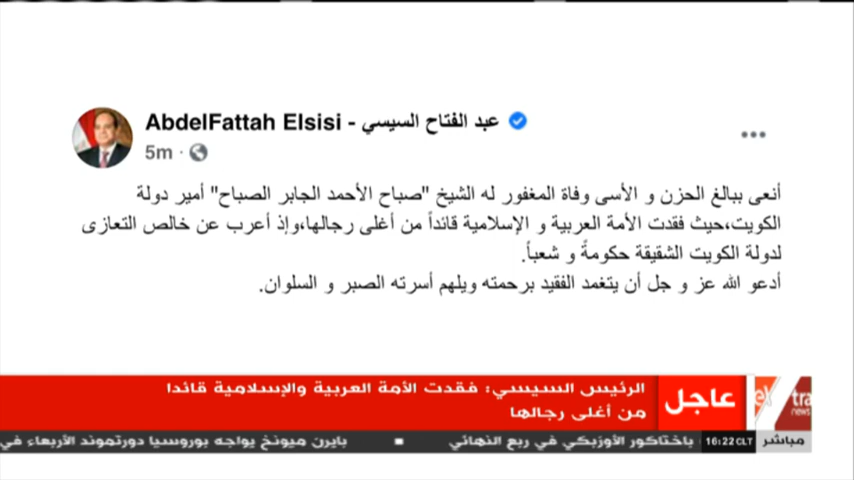 AbdelFattah Elsisi - عبد الفتاح السيسي
5m
أنعى ببالغ الحزن و الأسى وفاة المغفور له الشيخ "صباح الأحمد الجابر الصباح" أمير دولة
الكويت،حيث فقدت الأمة العربية و الإسلامية قائداً من أغلى رجالها،وإذ أعرب عن خالص التعازى
لدولة الكويت الشقيقة حكومةً و شعباً.
أدعو الله عز و جل أن يتغمد الفقيد برحمته ويلهم أسرته الصبر و السلوان.
عاجل
الرئيس السيسي: فقدت الأمة العربية والإسلامية قائدا
من أغلى رجالها
tra
news
مباشر
16:22 CLT
باختاكور الأوزبكي في ربع النهائي ■ بايرن ميونخ يواجه بوروسيا دورتموند الأربعاء في